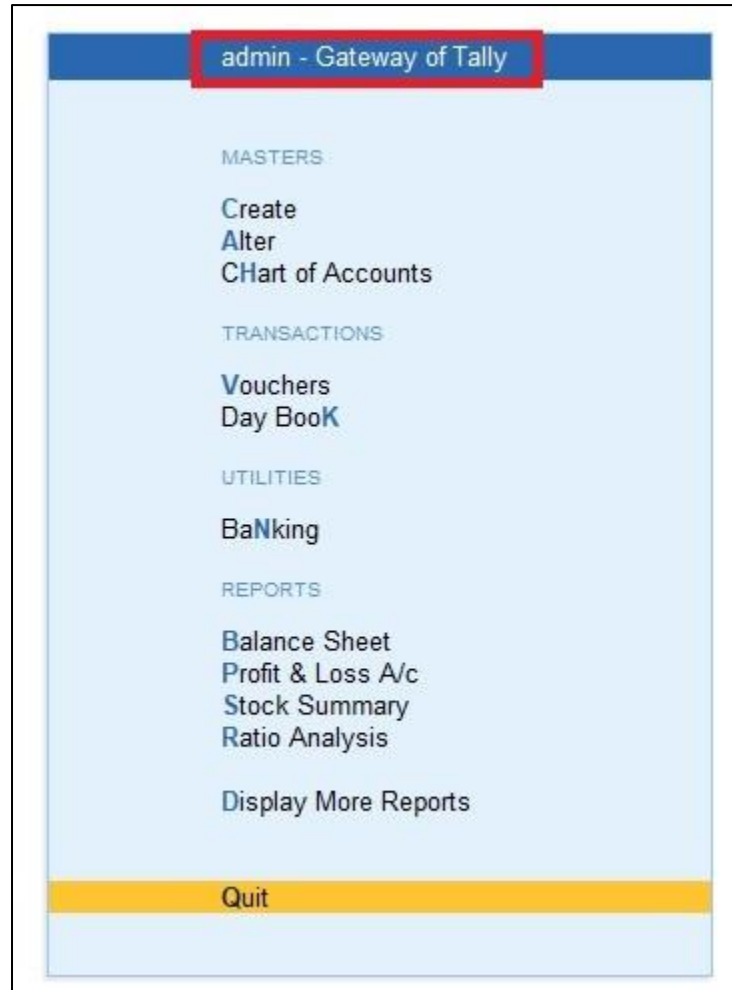 admin - Gateway of Tally
MASTERS
Create
Alter
CHart of Accounts
TRANSACTIONS
Vouchers
Day BooK
UTILITIES
BaNking
REPORTS
Balance Sheet
Profit & Loss A/c
Stock Summary
Ratio Analysis
Display More Reports
Quit